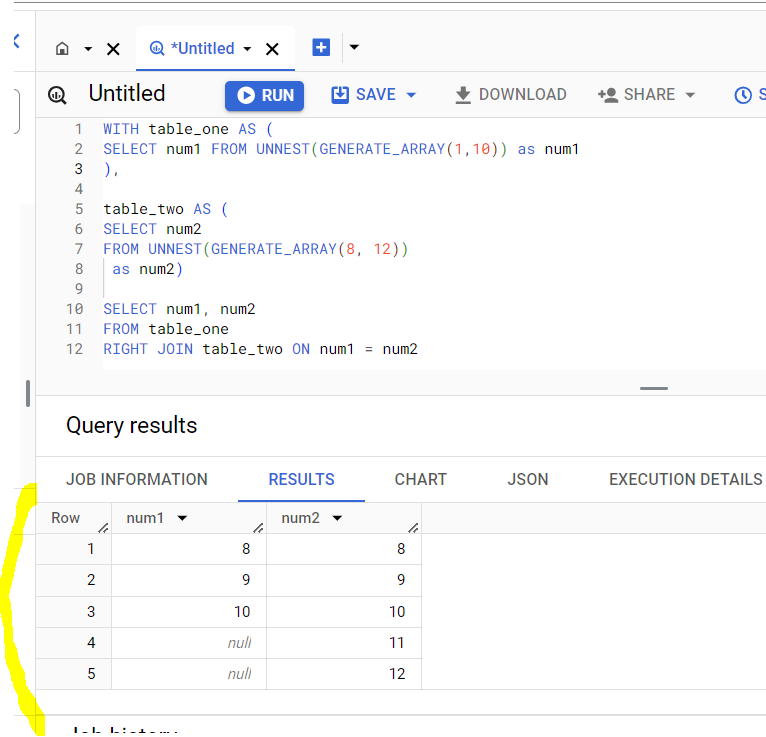 *Untitled
Untitled RUN SAVE DOWNLOAD SHARE S
1 WITH table_one AS (
2 SELECT num1 FROM UNNEST(GENERATE_ARRAY(1,10)) as num1
3 ),
4
5 table_two AS (
6 SELECT num2
7 FROM UNNEST(GENERATE_ARRAY(8, 12))
8 as num2)
9
10 SELECT num1, num2
11 FROM table_one
12 RIGHT JOIN table_two ON num1 = num2
Query results
JOB INFORMATION RESULTS CHART JSON EXECUTION DETAILS
Row num1 num2
1 8 8
2 9 9
3 10 10
4 null 11
5 null 12
Job history